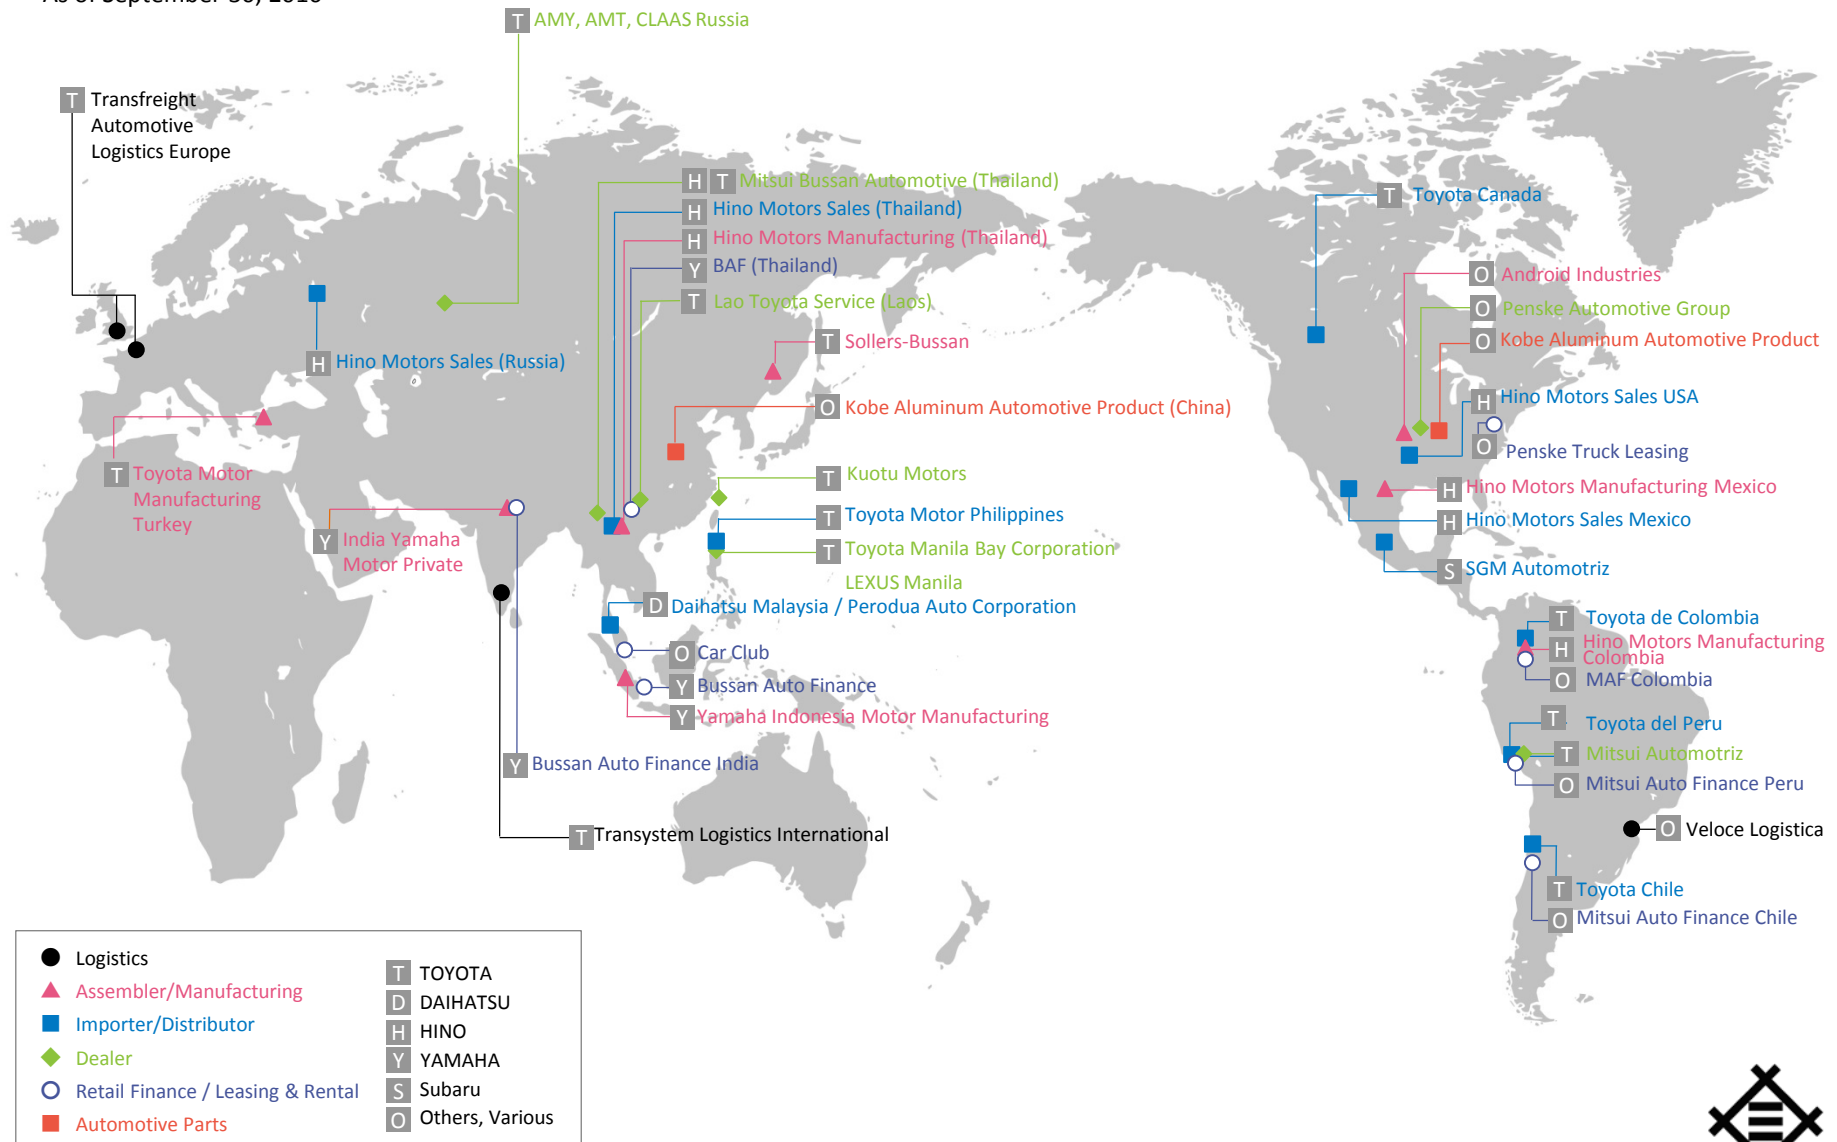 T AMY, AMT, CLAAS Russia
T Transfreight
Automotive
Logistics Europe
H T Mitsui Bussan Automotive (Thailand)
H Hino Motors Sales (Thailand)
H Hino Motors Manufacturing (Thailand)
Y BAF (Thailand)
T Lao Toyota Service (Laos)
T Sollers-Bussan
H Hino Motors Sales (Russia)
O Kobe Aluminum Automotive Product (China)
T Toyota Motor
Manufacturing
Turkey
T Kuotu Motors
T Toyota Motor Philippines
Y India Yamaha
Motor Private
T Toyota Manila Bay Corporation
LEXUS Manila
D Daihatsu Malaysia / Perodua Auto Corporation
O Car Club
Y Bussan Auto Finance
Y Yamaha Indonesia Motor Manufacturing
Y Bussan Auto Finance India
T Transystem Logistics International
T Toyota Canada
O Android Industries
O Penske Automotive Group
O Kobe Aluminum Automotive Product
H Hino Motors Sales USA
O Penske Truck Leasing
H Hino Motors Manufacturing Mexico
H Hino Motors Sales Mexico
S SGM Automotriz
T Toyota de Colombia
H Hino Motors Manufacturing
Colombia
O MAF Colombia
T Toyota del Peru
T Mitsui Automotriz
O Mitsui Auto Finance Peru
O Veloce Logistica
T Toyota Chile
O Mitsui Auto Finance Chile
Logistics
Assembler/Manufacturing
Importer/Distributor
Dealer
Retail Finance / Leasing & Rental
Automotive Parts
T TOYOTA
D DAIHATSU
H HINO
Y YAMAHA
S Subaru
O Others, Various